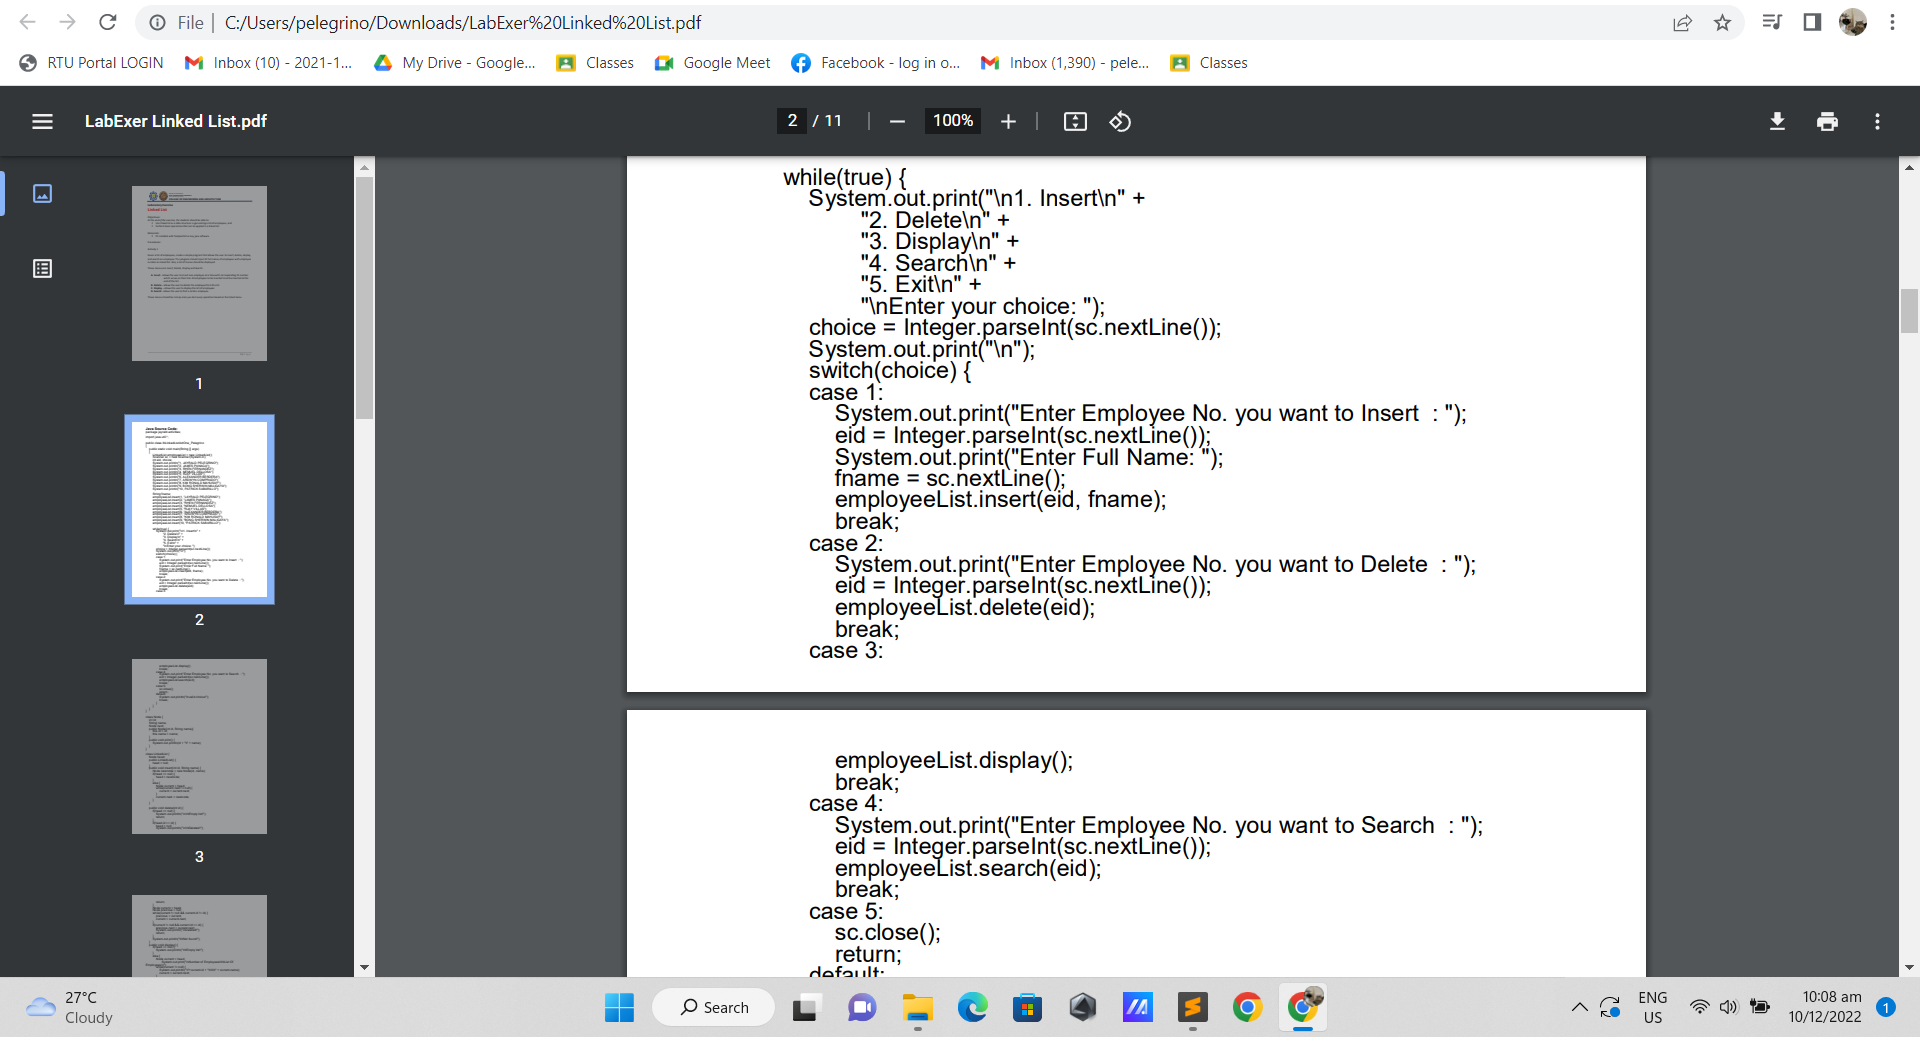 File | C:/Users/pelegrino/Downloads/LabExer%20Linked%20List.pdf
RTU Portal LOGIN
Inbox (10) - 2021-1...
My Drive - Google...
Classes
Google Meet
Facebook - log in o...
Inbox (1,390) - pele...
Classes
LabExer Linked List.pdf
2 / 11
100%
1
2
3
while(true) {
System.out.print("\n1. Insert\n" +
"2. Delete\n" +
"3. Display\n" +
"4. Search\n" +
"5. Exit\n" +
"\nEnter your choice: ");
choice = Integer.parseInt(sc.nextLine());
System.out.print("\n");
switch(choice) {
case 1:
System.out.print("Enter Employee No. you want to Insert  : ");
eid = Integer.parseInt(sc.nextLine());
System.out.print("Enter Full Name: ");
fname = sc.nextLine();
employeeList.insert(eid, fname);
break;
case 2:
System.out.print("Enter Employee No. you want to Delete  : ");
eid = Integer.parseInt(sc.nextLine());
employeeList.delete(eid);
break;
case 3:
employeeList.display();
break;
case 4:
System.out.print("Enter Employee No. you want to Search  : ");
eid = Integer.parseInt(sc.nextLine());
employeeList.search(eid);
break;
case 5:
sc.close();
return;
default:
27°C
Cloudy
Search
ENG
US
10:08 am
10/12/2022
1